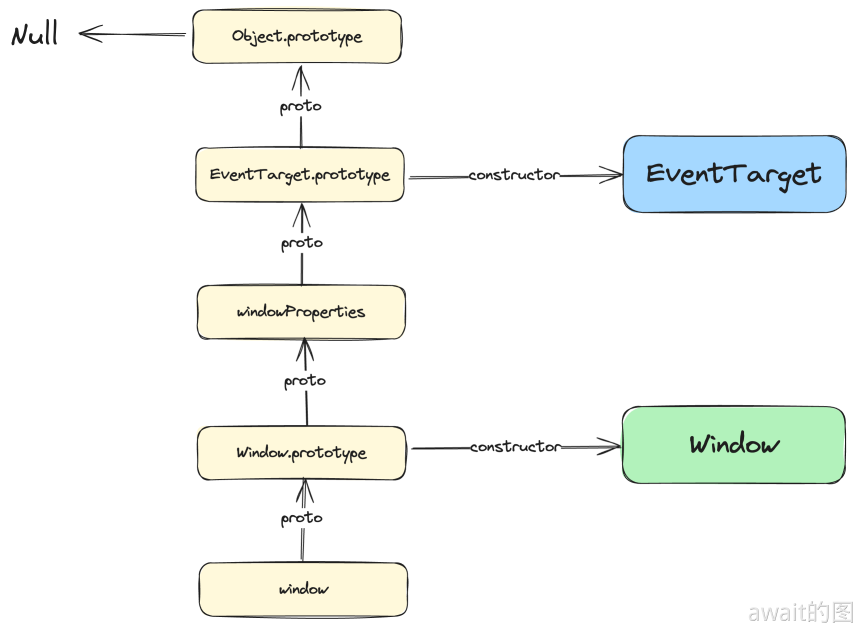 Null
Object.prototype
proto
EventTarget.prototype
constructor
EventTarget
proto
windowProperties
proto
Window.prototype
constructor
Window
proto
window
await的图